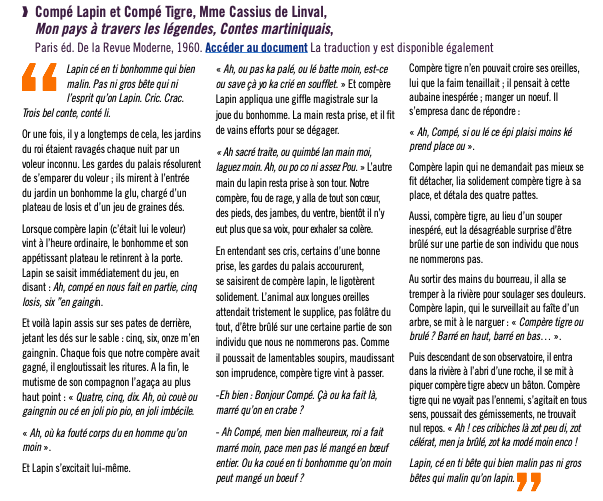 Compé Lapin et Compé Tigre, Mme Cassius de Linval,
Mon pays à travers les légendes, Contes martiniquais,
Paris éd. De la Revue Moderne, 1960. Accéder au document La traduction y est disponible également
Lapin cé en ti bonhomme qui bien
malin. Pas ni gros bête qui ni
l'esprit qu'on Lapin. Cric. Crac.
Trois bel conte, conté li.
Or une fois, il y a longtemps de cela, les jardins
du roi étaient ravagés chaque nuit par un
voleur inconnu. Les gardes du palais résolurent
de s'emparer du voleur ; ils mirent à l'entrée
du jardin un bonhomme la glu, chargé d'un
plateau de losis et d'un jeu de graines dés.
Lorsque compère lapin (c'était lui le voleur)
vint à l'heure ordinaire, le bonhomme et son
appétissant plateau le retinrent à la porte.
Lapin se saisit immédiatement du jeu, en
disant : Ah, compé en nous fait en partie, cinq
losis, six "en gaingin.
Et voilà lapin assis sur ses pates de derrière,
jetant les dés sur le sable : cinq, six, onze m'en
gaingnin. Chaque fois que notre compère avait
gagné, il engloutissait les ritures. A la fin, le
mutisme de son compagnon l'agaça au plus
haut point : « Quatre, cinq, dix. Ah, où couè ou
gaingnin ou cé en joli pio pio, en joli imbécile.
« Ah, où ka fouté corps du en homme qu'on
moin ».
Et Lapin s'excitait lui-même.
« Ah, ou pas ka palé, ou lé batte moin, est-ce
ou save çà yo ka crié en soufflet. » Et compère
Lapin appliqua une giffle magistrale sur la
joue du bonhomme. La main resta prise, et il fit
de vains efforts pour se dégager.
« Ah sacré traite, ou quimbé lan main moi,
laguez moin. Ah, ou po co ni assez Pou. » L'autre
main du lapin resta prise à son tour. Notre
compère, fou de rage, y alla de tout son cœur,
des pieds, des jambes, du ventre, bientôt il n'y
eut plus que sa voix, pour exhaler sa colère.
En entendant ses cris, certains d'une bonne
prise, les gardes du palais accoururent,
se saisirent de compère lapin, le ligotèrent
solidement. L'animal aux longues oreilles
attendait tristement le supplice, pas folâtre du
tout, d'être brûlé sur une certaine partie de son
individu que nous ne nommerons pas. Comme
il poussait de lamentables soupirs, maudissant
son imprudence, compère tigre vint à passer.
-Eh bien : Bonjour Compé. Çà ou ka fait là,
marré qu'on en crabe ?
- Ah Compé, men bien malheureux, roi a fait
marré moin, pace men pas lé mangé en bœuf
entier. Ou ka coué en ti bonhomme qu'on moin
peut mangé un boeuf ?
Compère tigre n'en pouvait croire ses oreilles,
lui que la faim tenaillait ; il pensait à cette
aubaine inespérée ; manger un noeuf. Il
s'empresa danc de répondre :
« Ah, Compé, si ou lé ce épi plaisi moins ké
prend place ou ».
Compère lapin qui ne demandait pas mieux se
fit détacher, lia solidement compère tigre à sa
place, et détala des quatre pattes.
Aussi, compère tigre, au lieu d'un souper
inespéré, eut la désagréable surprise d'être
brûlé sur une partie de son individu que nous
ne nommerons pas.
Au sortir des mains du bourreau, il alla se
tremper à la rivière pour soulager ses douleurs.
Compère lapin, qui le surveillait au faîte d'un
arbre, se mit à le narguer : « Compère tigre ou
brulé ? Barré en haut, barré en bas… ».
Puis descendant de son observatoire, il entra
dans la rivière à l'abri d'une roche, il se mit à
piquer compère tigre abecv un bâton. Compère
tigre qui ne voyait pas l'ennemi, s'agitait en tous
sens, poussait des gémissements, ne trouvait
nul repos. « Ah ! ces cribiches là zot peu di, zot
célérat, men ja brûlé, zot ka modé moin enco !
Lapin, cé en ti bête qui bien malin pas ni gros
bêtes qui malin qu'on lapin.